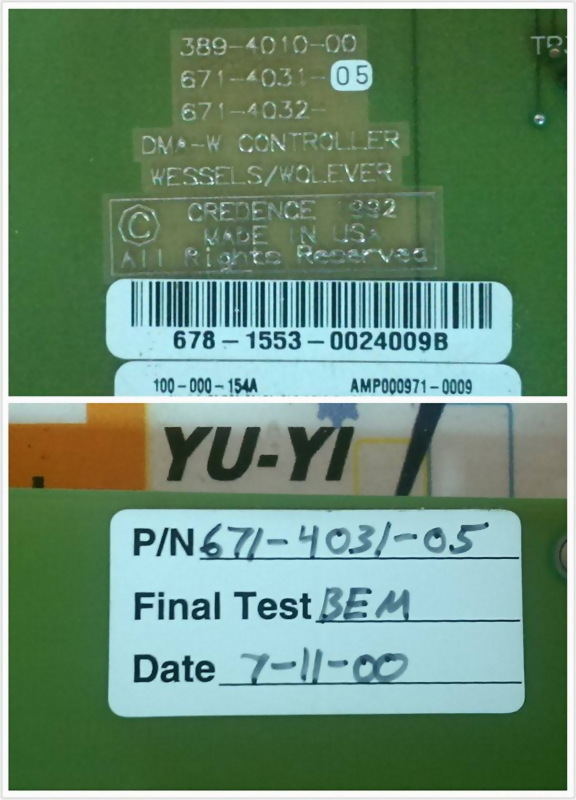 389-4010-00
671-4031-05
671-4032-
DMA-W CONTROLLER
WESSELS/WOLEVER
© CREDENCE 1992
MADE IN USA
All Rights Reserved
678-1553-0024009B
100-000-154A AMP000971-0009
YU-YI
P/N 671-4031-05
Final Test BEM
Date 7-11-00